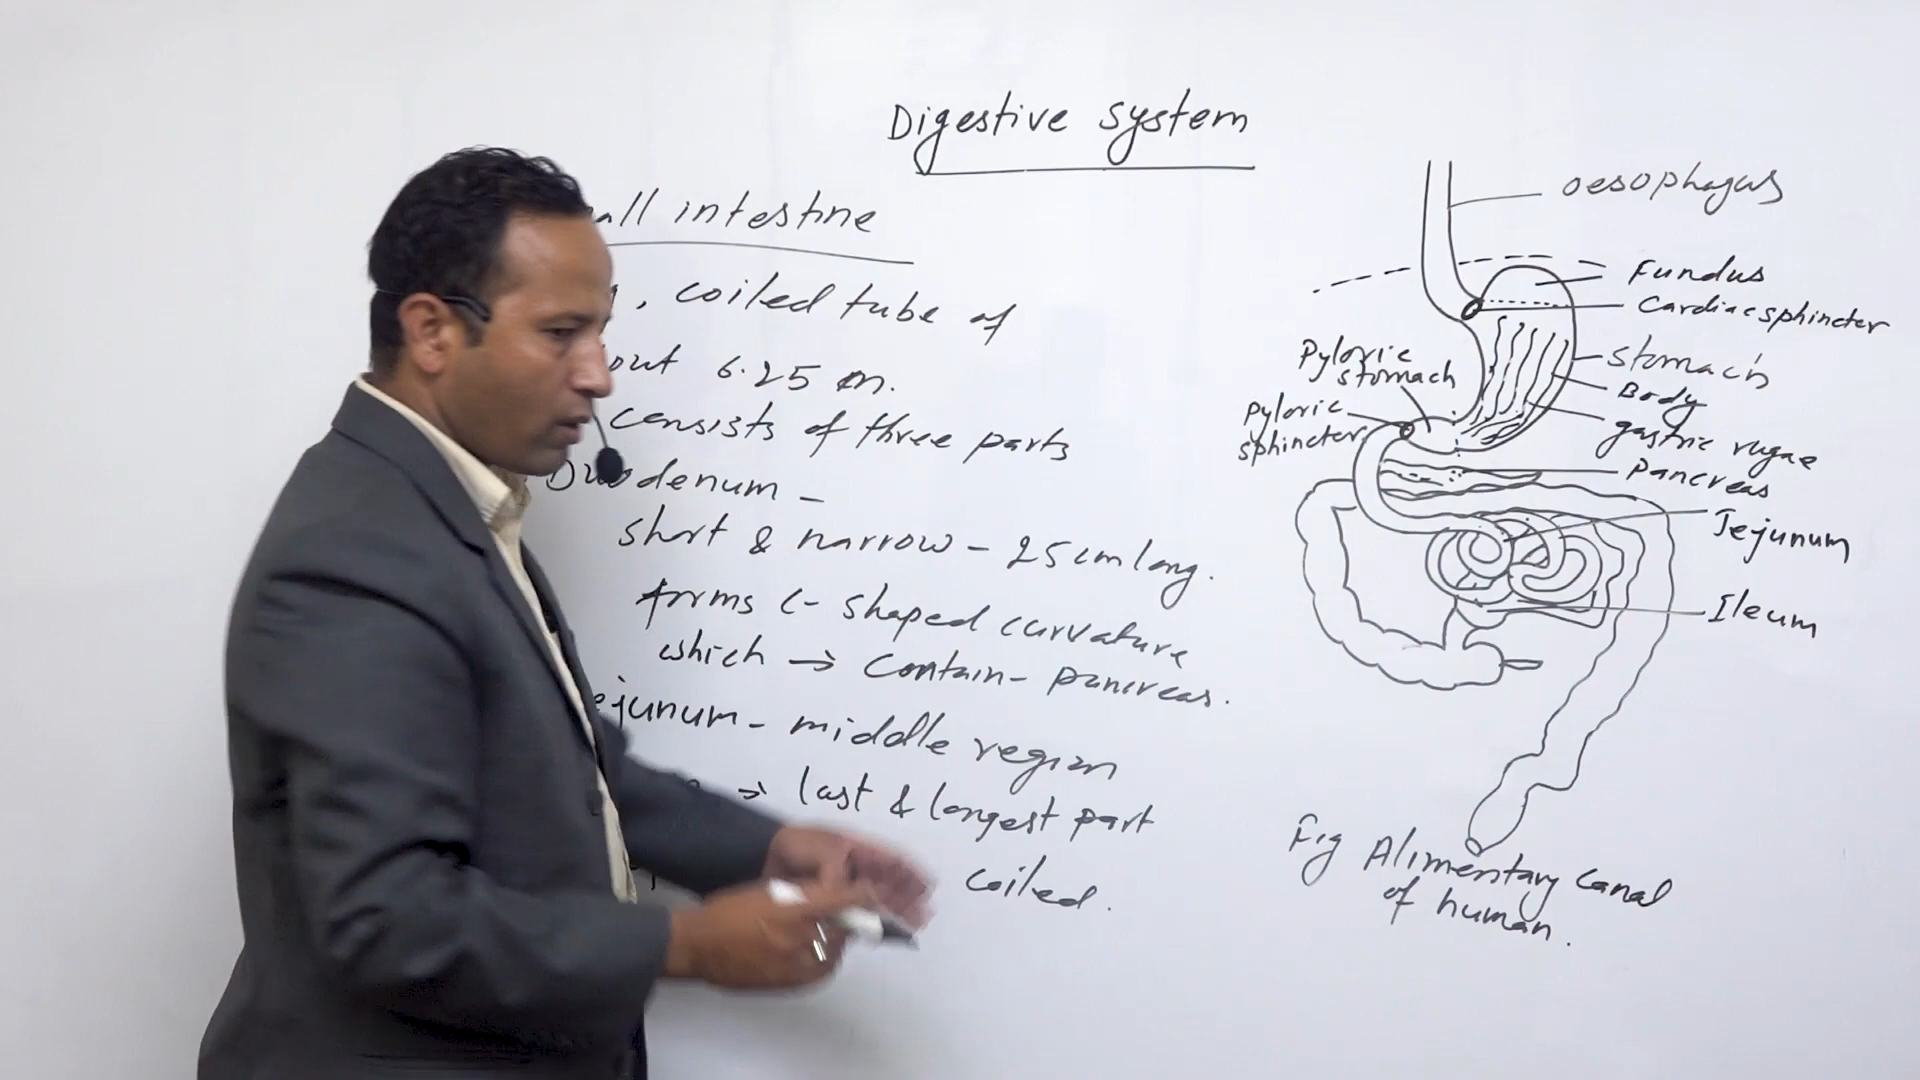 Digestive system
all intestine
, coiled tube of
out 6.25 m.
consists of three parts
Duodenum -
short & narrow - 25 cm long.
forms C- shaped curvature
which → contain- pancreas.
ejunum - middle region
→ last & longest part
coiled.
oesophagus
Fundus
Cardiac sphincter
Stomach
Body
gastric rugae
Pancreas
Jejunum
Ileum
Pyloric
stomach
Pyloric
sphincter
Fig Alimentary Canal
of human.